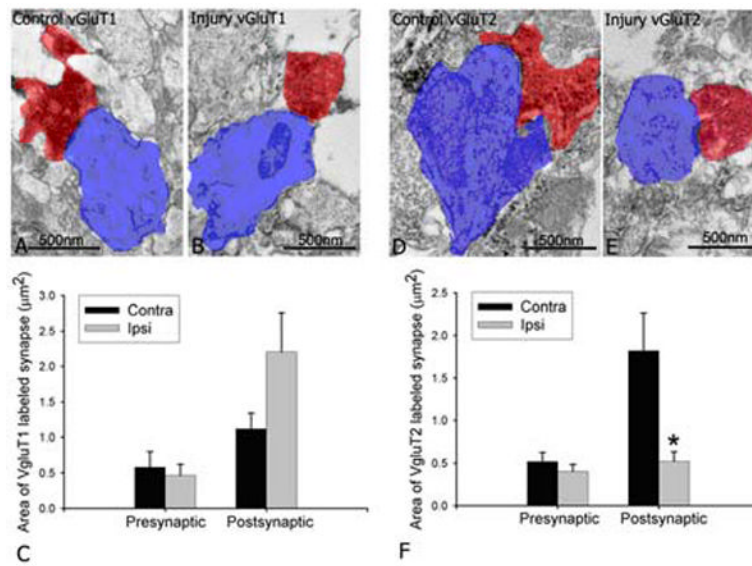 Control vGluT1
Injury vGluT1
Control vGluT2
Injury vGluT2
A
500nm
B
500nm
D
500nm
E
500nm
Area of VgluT1 labeled synapse (μm²)
3.0
2.5
2.0
1.5
1.0
0.5
0.0
Contra
Ipsi
Presynaptic
Postsynaptic
C
Area of VgluT2 labeled synapse (μm²)
2.5
2.0
1.5
1.0
0.5
0.0
Contra
Ipsi
*
Presynaptic
Postsynaptic
F